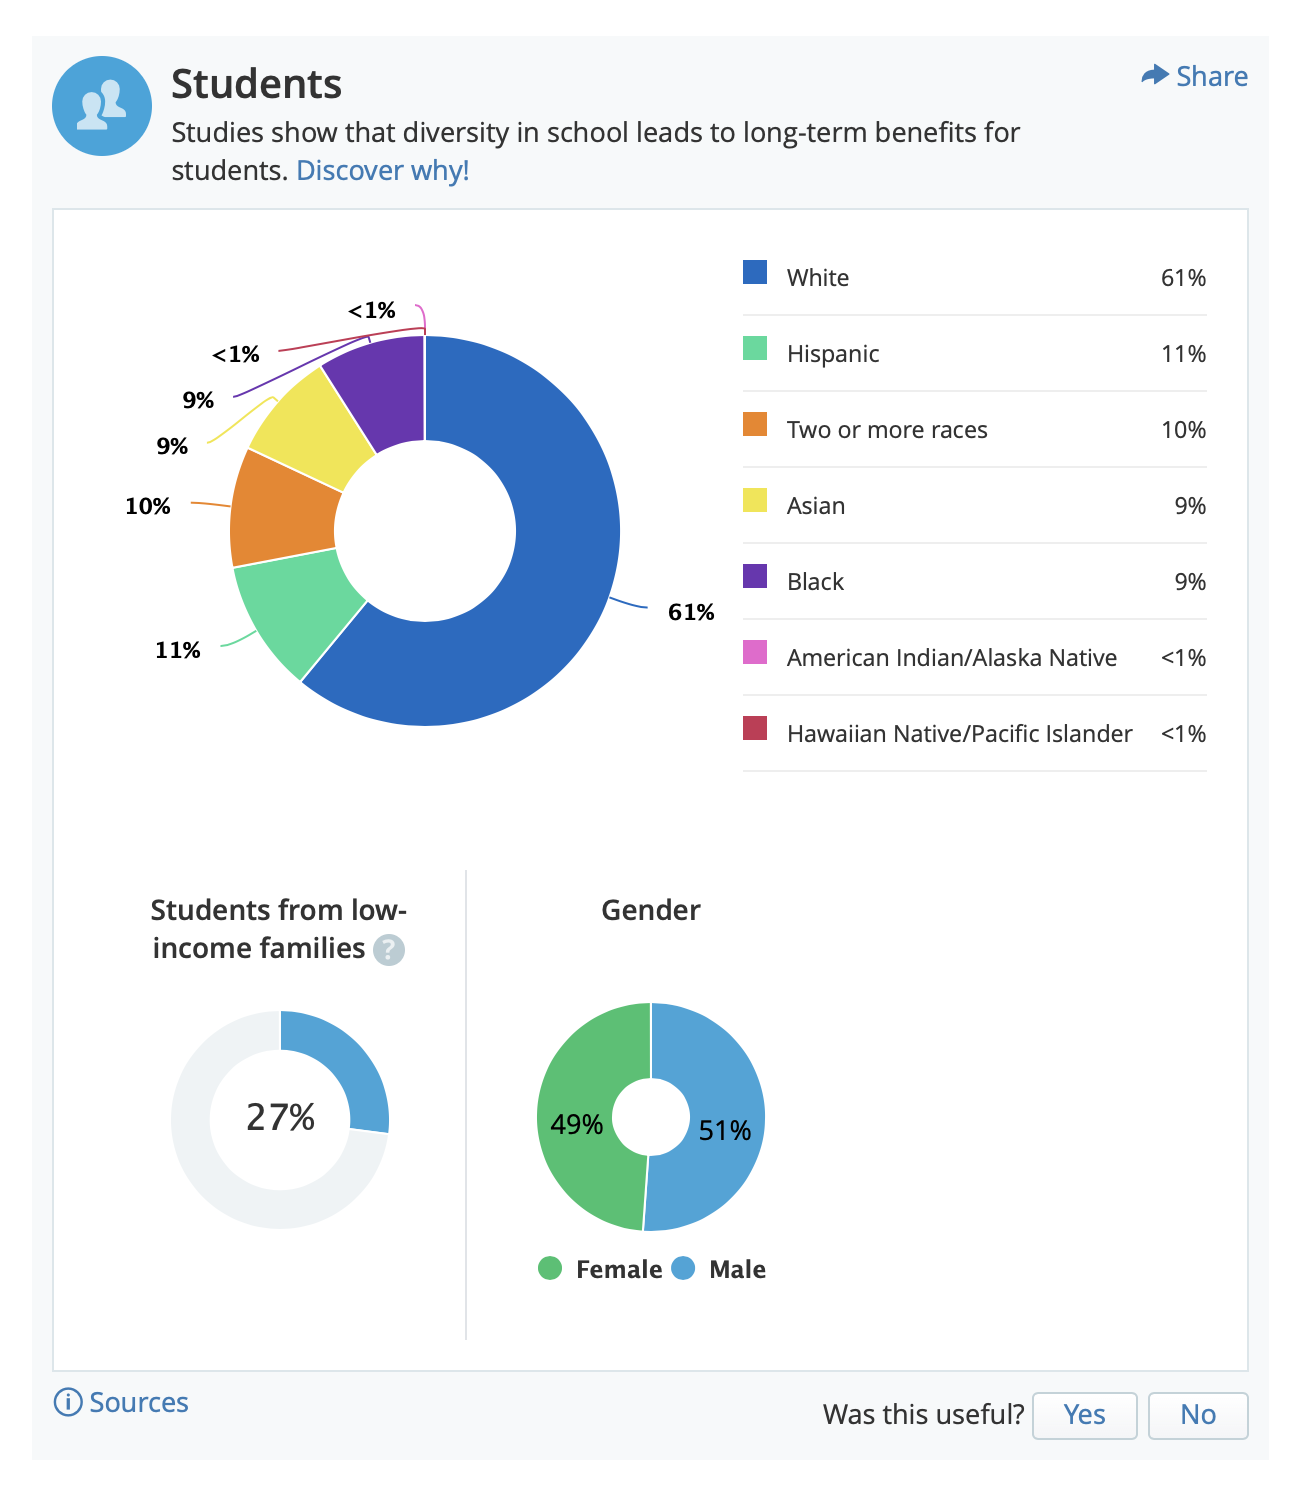 Students
Share
Studies show that diversity in school leads to long-term benefits for
students. Discover why!
<1%
<1%
9%
9%
10%
11%
61%
White 61%
Hispanic 11%
Two or more races 10%
Asian 9%
Black 9%
American Indian/Alaska Native <1%
Hawaiian Native/Pacific Islander <1%
Students from low-
income families ?
27%
Gender
49% 51%
Female Male
i Sources
Was this useful? Yes No